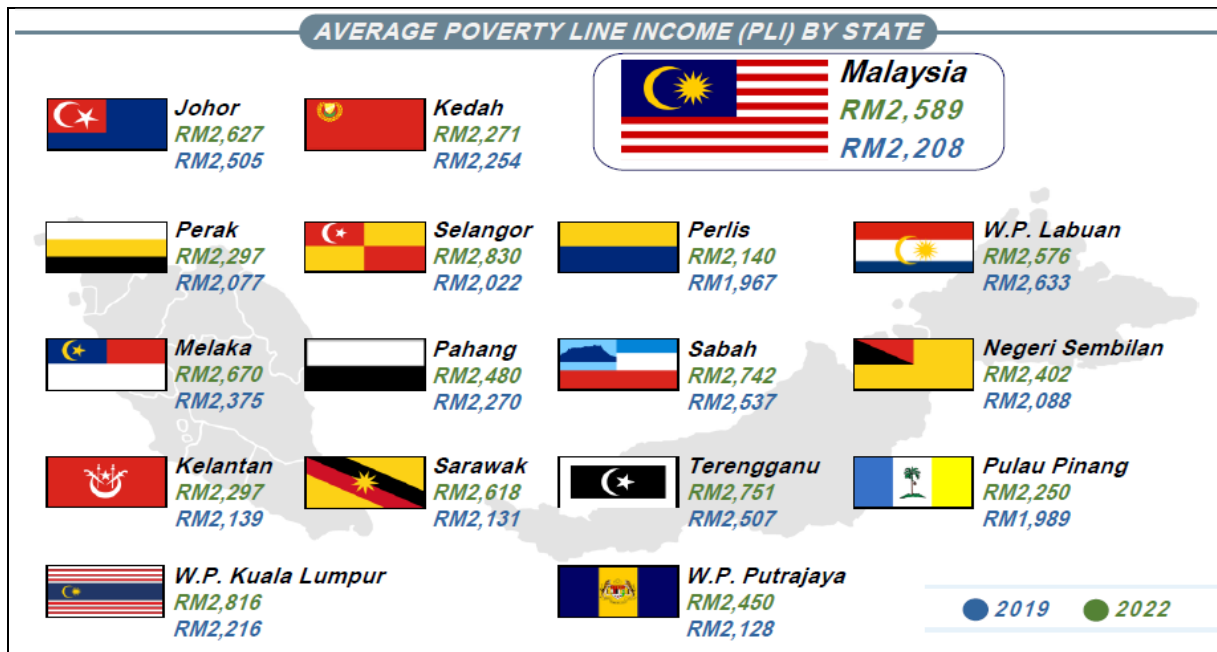 AVERAGE POVERTY LINE INCOME (PLI) BY STATE
Malaysia
RM2,589
RM2,208
Johor
RM2,627
RM2,505
Kedah
RM2,271
RM2,254
Perak
RM2,297
RM2,077
Selangor
RM2,830
RM2,022
Perlis
RM2,140
RM1,967
W.P. Labuan
RM2,576
RM2,633
Melaka
RM2,670
RM2,375
Pahang
RM2,480
RM2,270
Sabah
RM2,742
RM2,537
Negeri Sembilan
RM2,402
RM2,088
Kelantan
RM2,297
RM2,139
Sarawak
RM2,618
RM2,131
Terengganu
RM2,751
RM2,507
Pulau Pinang
RM2,250
RM1,989
W.P. Kuala Lumpur
RM2,816
RM2,216
W.P. Putrajaya
RM2,450
RM2,128
2019 2022